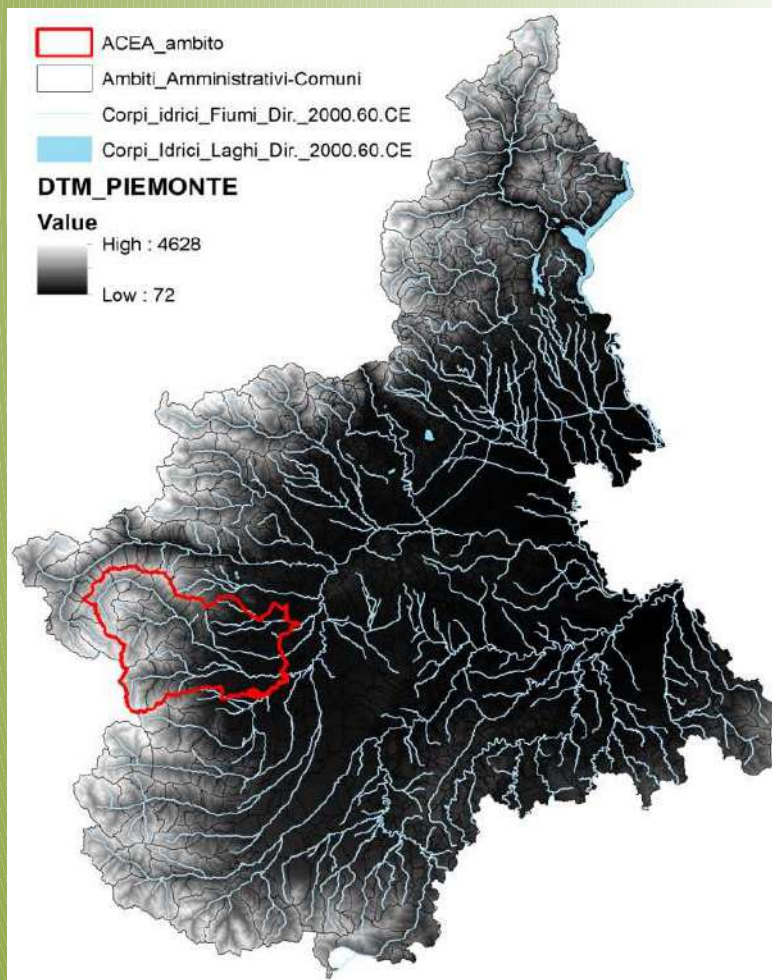 ACEA_ambito
Ambiti_Amministrativi-Comuni
Corpi_idrici_Fiumi_Dir._2000.60.CE
Corpi_Idrici_Laghi_Dir._2000.60.CE
DTM_PIEMONTE
Value
High : 4628
Low : 72